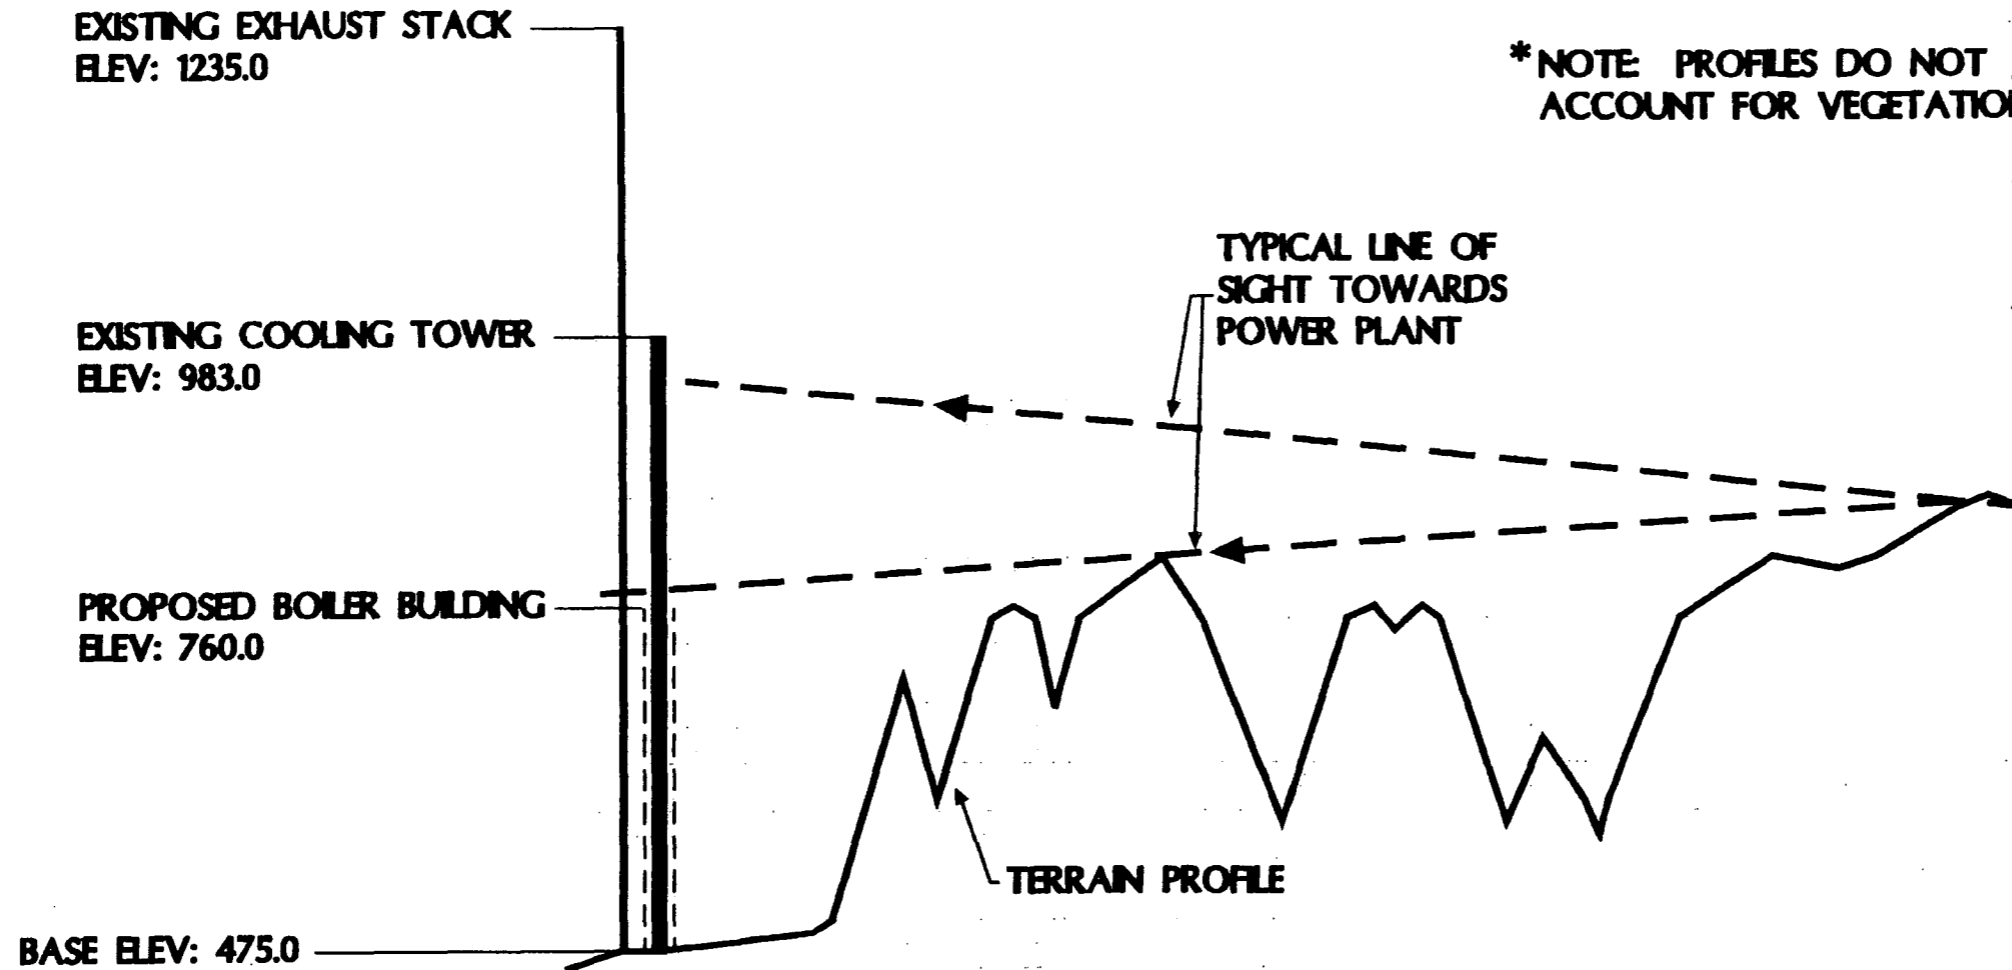 EXISTING EXHAUST STACK
ELEV: 1235.0
*NOTE: PROFILES DO NOT
ACCOUNT FOR VEGETATION
TYPICAL LINE OF
SIGHT TOWARDS
POWER PLANT
EXISTING COOLING TOWER
ELEV: 983.0
PROPOSED BOILER BUILDING
ELEV: 760.0
TERRAIN PROFILE
BASE ELEV: 475.0